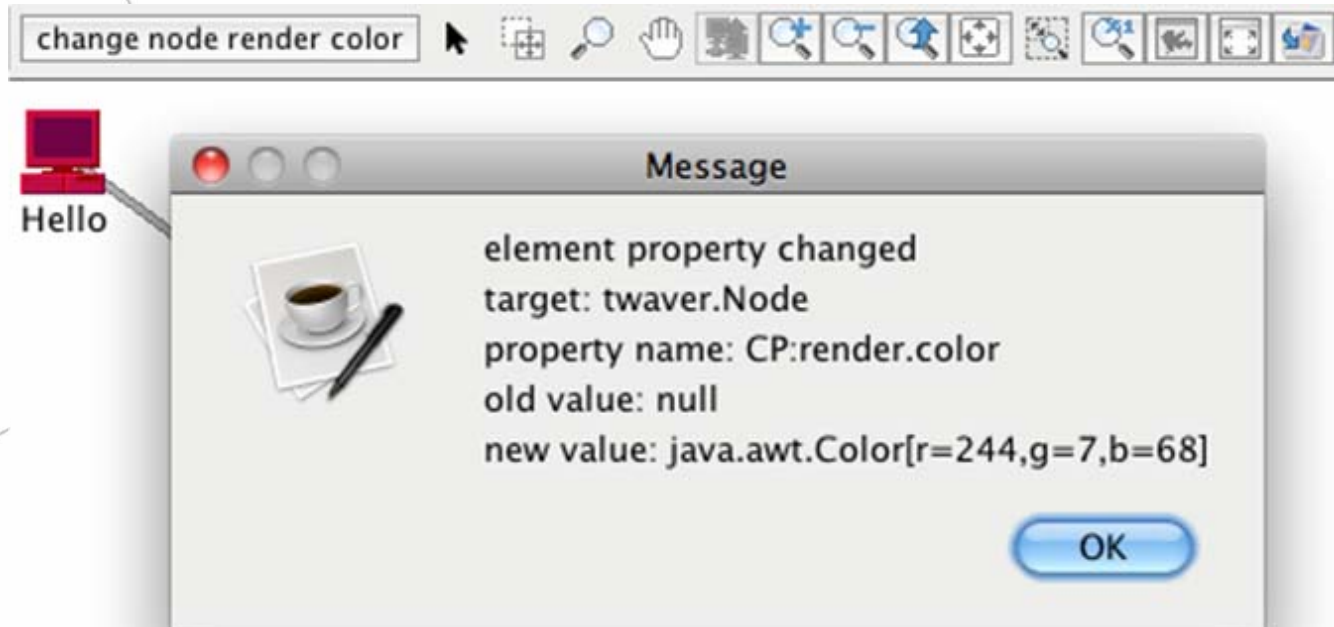 change node render color
Message
Hello
element property changed
target: twaver.Node
property name: CP:render.color
old value: null
new value: java.awt.Color[r=244,g=7,b=68]
OK